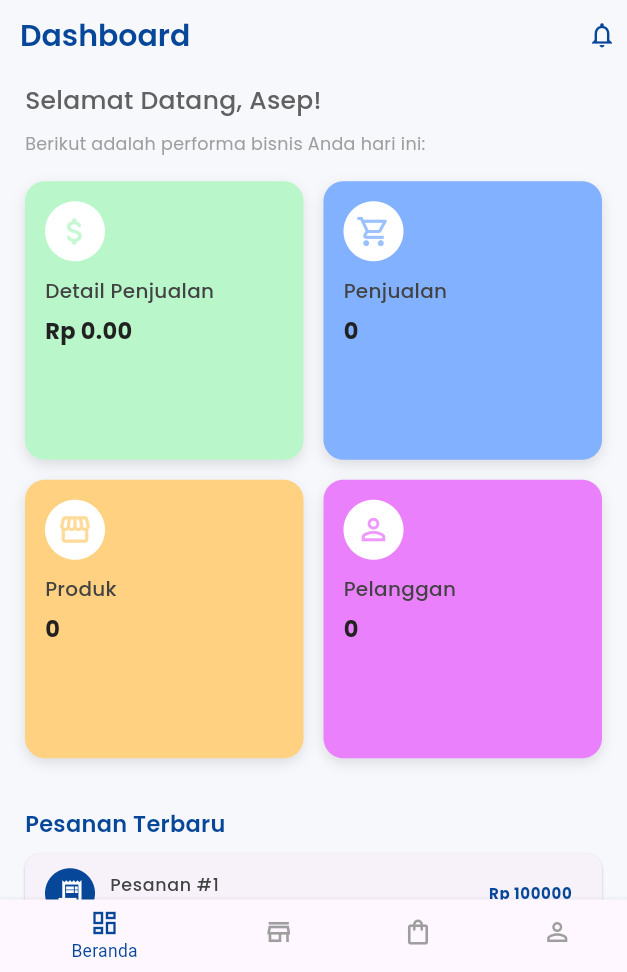 Dashboard
Selamat Datang, Asep!
Berikut adalah performa bisnis Anda hari ini:
Detail Penjualan
Rp 0.00
Penjualan
0
Produk
0
Pelanggan
0
Pesanan Terbaru
Pesanan #1
Rp 100000
Beranda